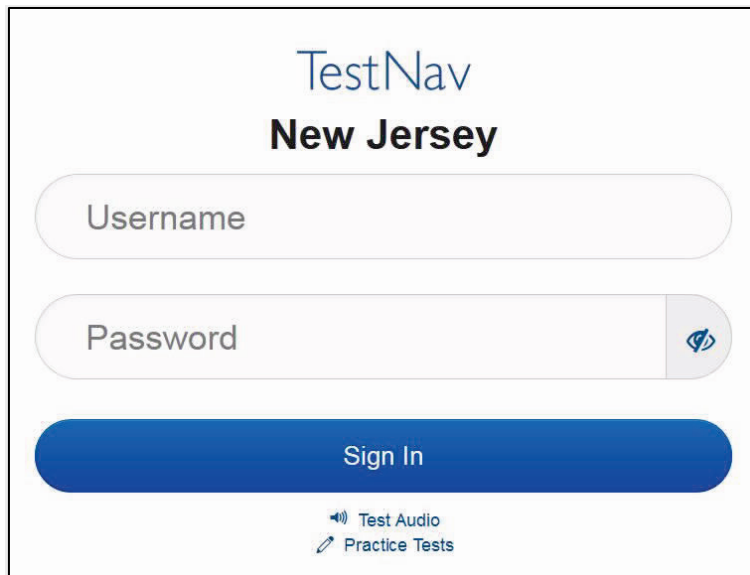 TestNav
New Jersey
Username
Password
Sign In
Test Audio
Practice Tests